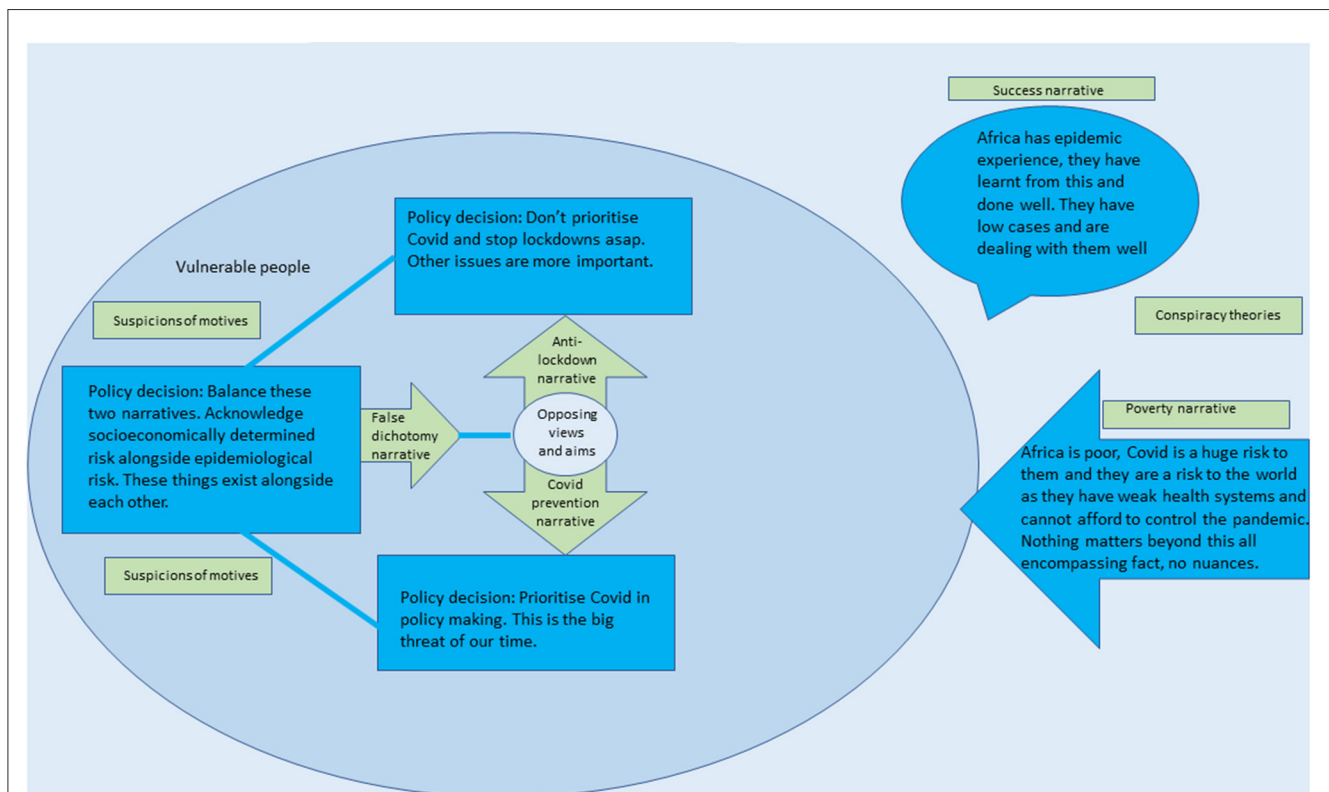 Success narrative
Africa has epidemic
experience, they have
learnt from this and
done well. They have
low cases and are
dealing with them well
Policy decision: Don't prioritise
Covid and stop lockdowns asap.
Other issues are more important.
Vulnerable people
Suspicions of motives
Conspiracy theories
Anti-
lockdown
narrative
Policy decision: Balance these
two narratives. Acknowledge
socioeconomically determined
risk alongside epidemiological
risk. These things exist alongside
each other.
False
dichotomy
narrative
Opposing
views
and aims
Covid
prevention
narrative
Poverty narrative
Africa is poor, Covid is a huge risk to
them and they are a risk to the world
as they have weak health systems and
cannot afford to control the pandemic.
Nothing matters beyond this all
encompassing fact, no nuances.
Suspicions of motives
Policy decision: Prioritise Covid in
policy making. This is the big
threat of our time.